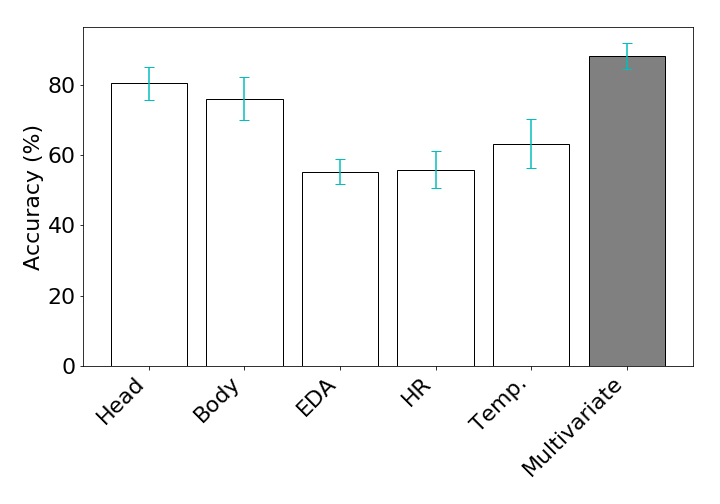 Accuracy (%)
80
60
40
20
0
Head
Body
EDA
HR
Temp.
Multivariate